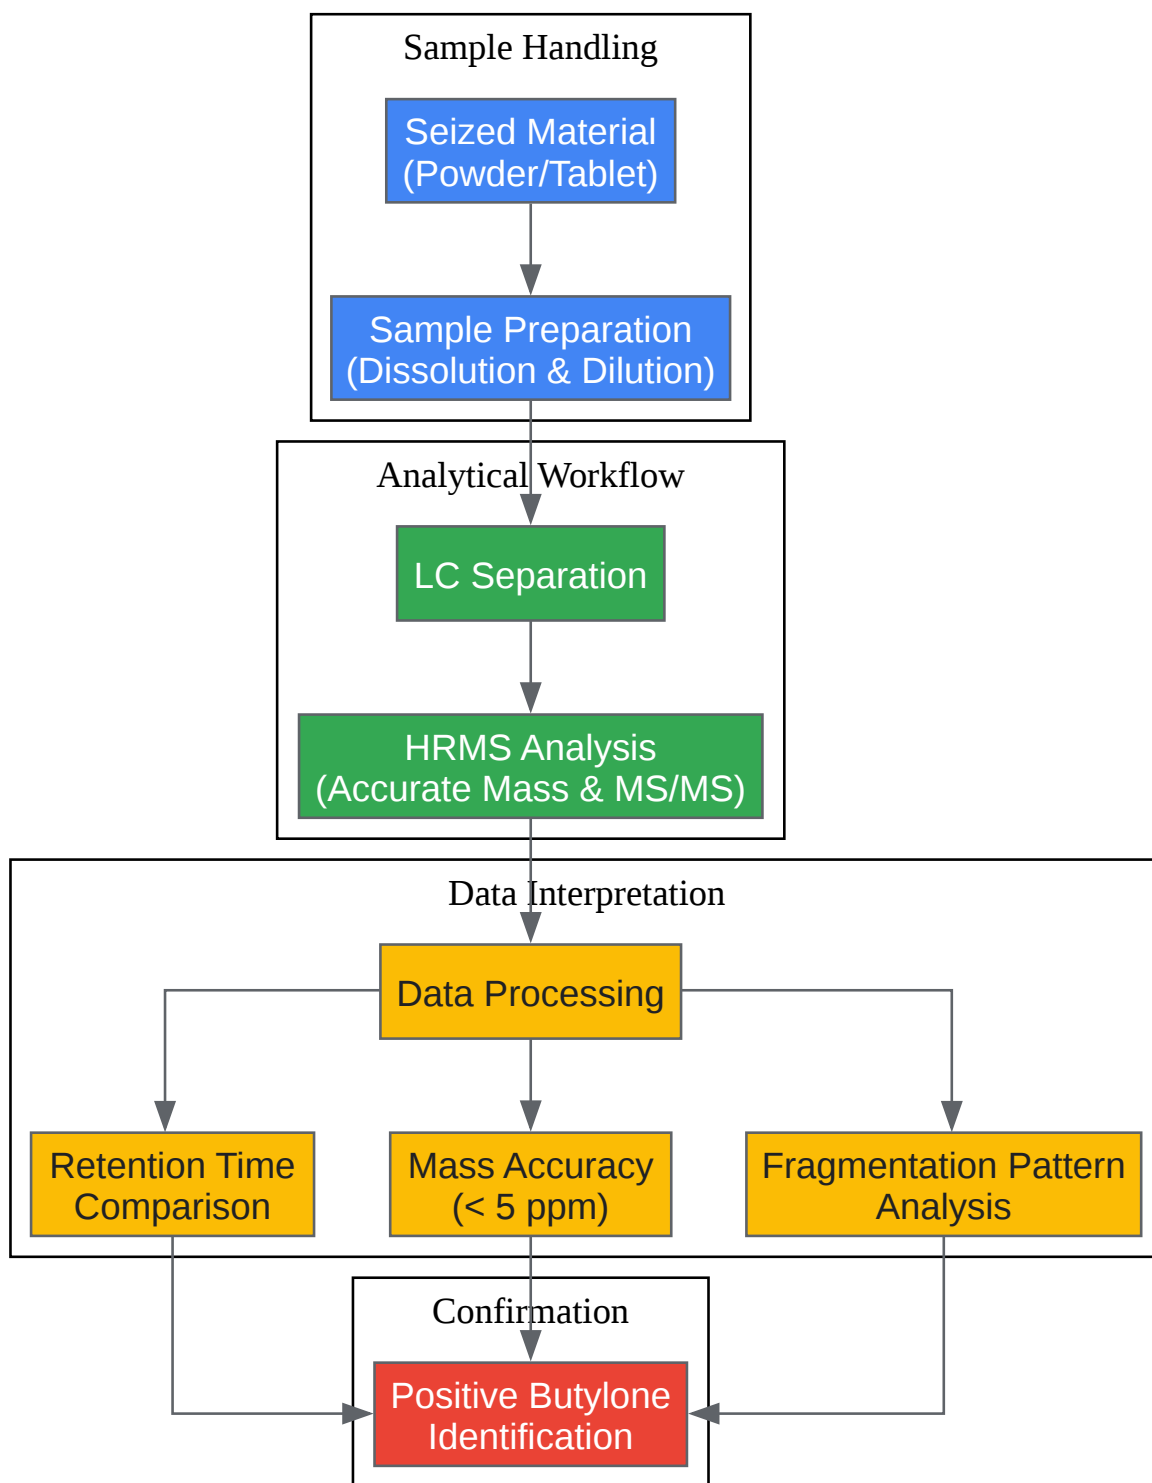 Sample Handling
Seized Material
(Powder/Tablet)
Sample Preparation
(Dissolution & Dilution)
Analytical Workflow
LC Separation
HRMS Analysis
(Accurate Mass & MS/MS)
Data Interpretation
Data Processing
Retention Time
Comparison
Mass Accuracy
(< 5 ppm)
Fragmentation Pattern
Analysis
Confirmation
Positive Butylone
Identification